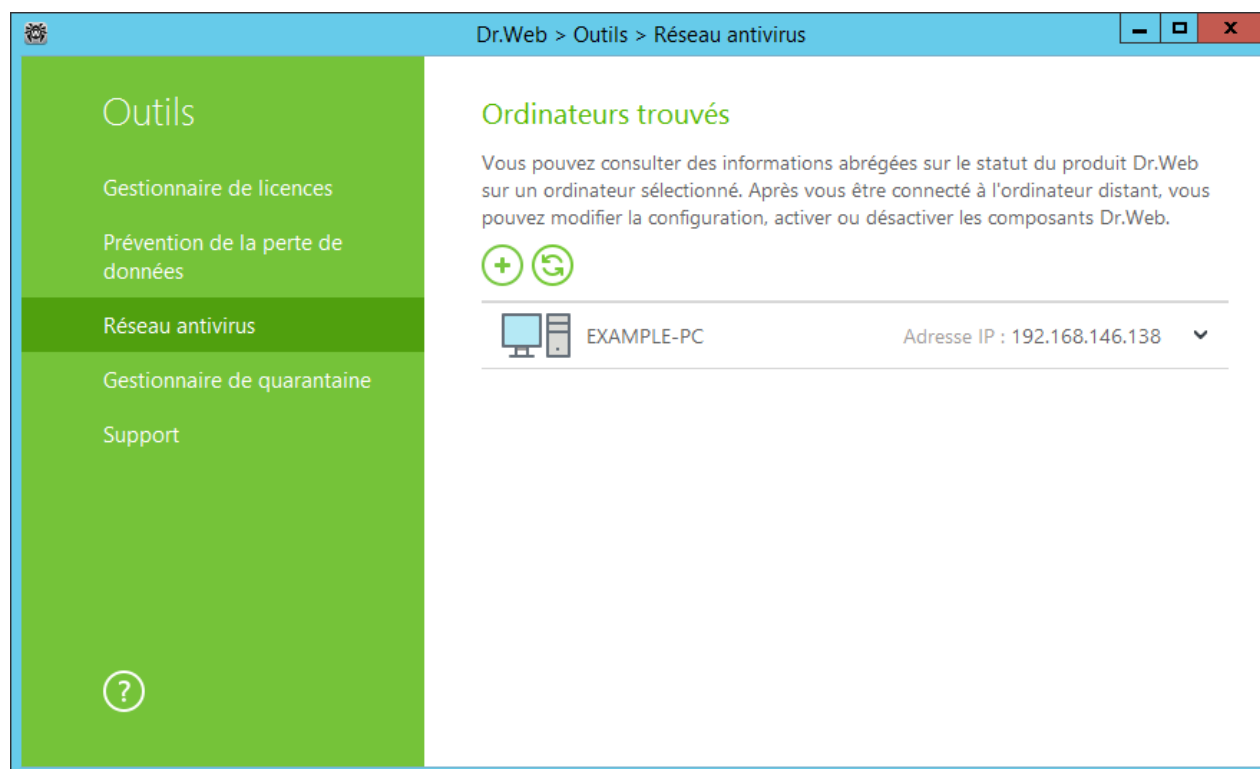 Dr.Web > Outils > Réseau antivirus
Outils
Gestionnaire de licences
Prévention de la perte de
données
Réseau antivirus
Gestionnaire de quarantaine
Support
?
Ordinateurs trouvés
Vous pouvez consulter des informations abrégées sur le statut du produit Dr.Web
sur un ordinateur sélectionné. Après vous être connecté à l'ordinateur distant, vous
pouvez modifier la configuration, activer ou désactiver les composants Dr.Web.
EXAMPLE-PC Adresse IP : 192.168.146.138